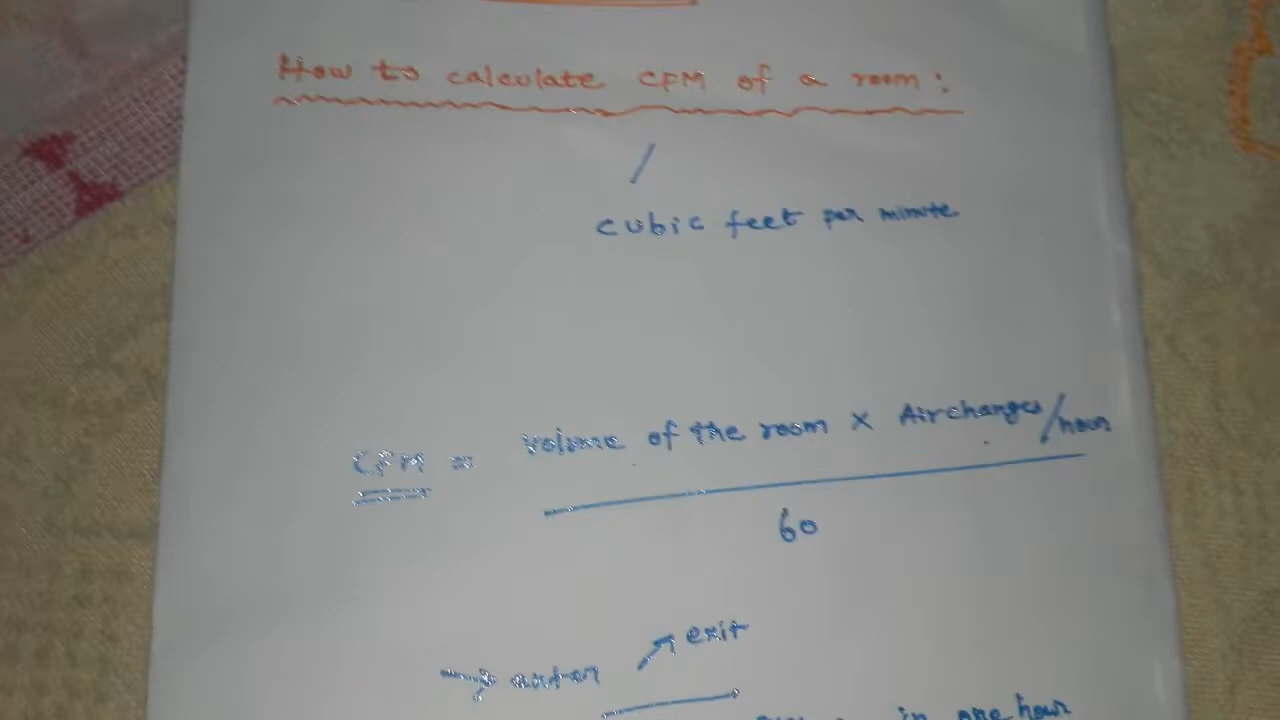 How to calculate CFM of a room:
cubic feet per minute
CFM = volume of the room X Airchanges/hour
60
→ enter ↗ exit
in one hour